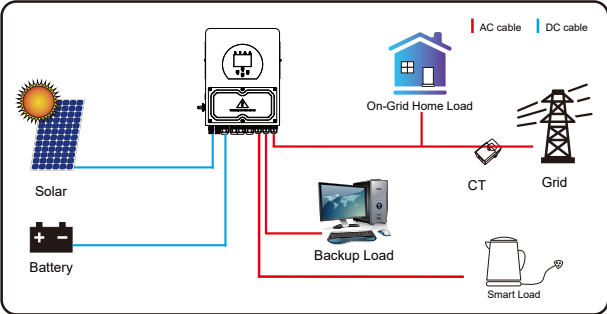 AC cable
DC cable
On-Grid Home Load
Solar
CT
Grid
Battery
Backup Load
Smart Load